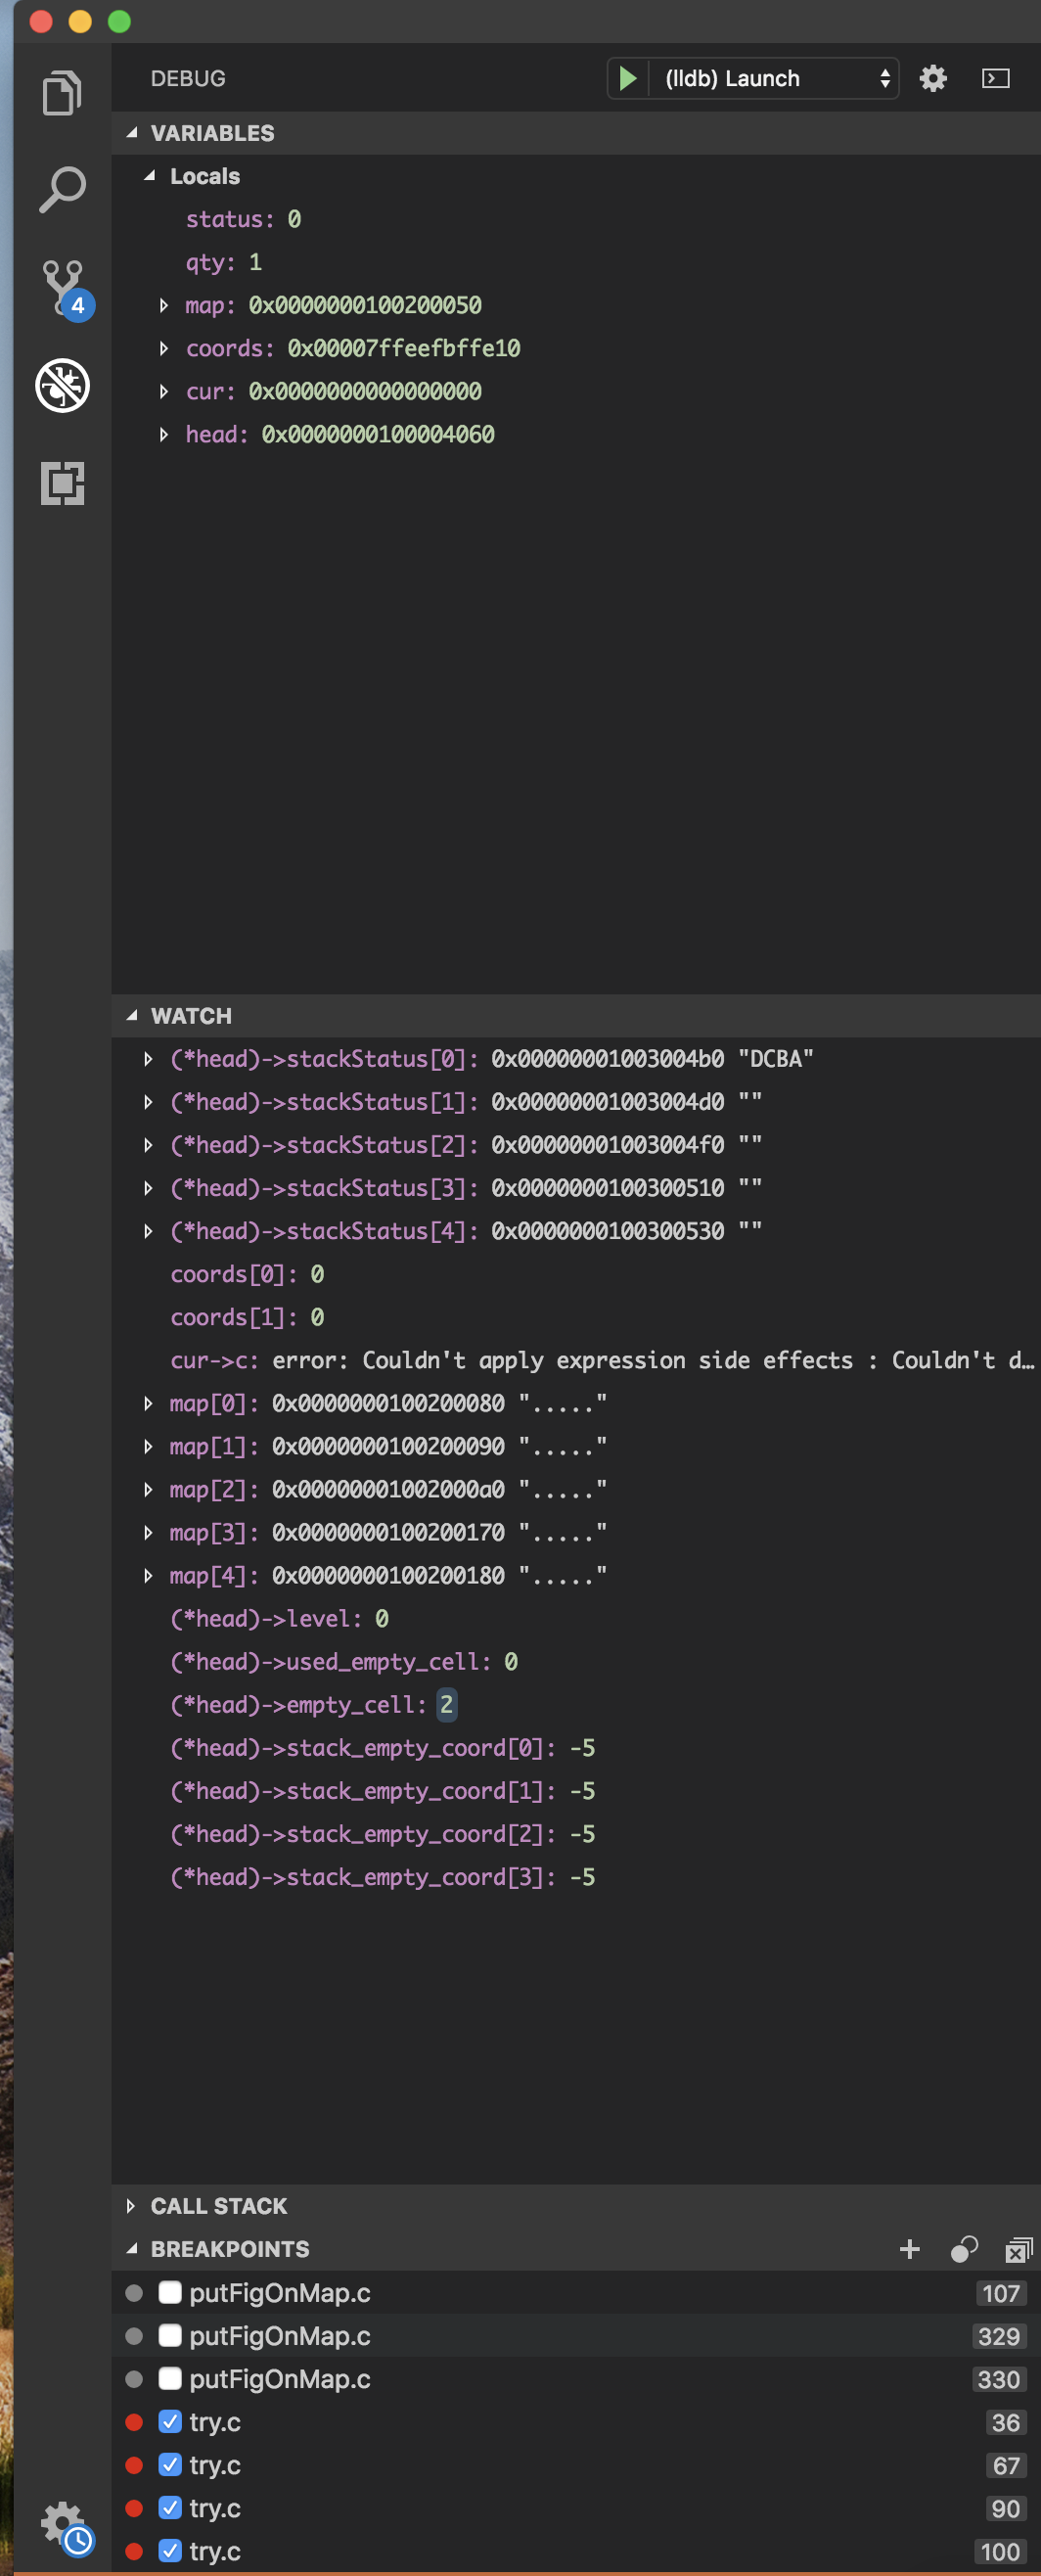 DEBUG
(lldb) Launch
VARIABLES
Locals
status: 0
qty: 1
map: 0x0000000100200050
coords: 0x00007ffeefbffe10
cur: 0x0000000000000000
head: 0x0000000100004060
4
WATCH
(*head)->stackStatus[0]: 0x00000001003004b0 "DCBA"
(*head)->stackStatus[1]: 0x00000001003004d0 ""
(*head)->stackStatus[2]: 0x00000001003004f0 ""
(*head)->stackStatus[3]: 0x0000000100300510 ""
(*head)->stackStatus[4]: 0x0000000100300530 ""
coords[0]: 0
coords[1]: 0
cur->c: error: Couldn't apply expression side effects : Couldn't d…
map[0]: 0x0000000100200080 "....."
map[1]: 0x0000000100200090 "....."
map[2]: 0x00000001002000a0 "....."
map[3]: 0x0000000100200170 "....."
map[4]: 0x0000000100200180 "....."
(*head)->level: 0
(*head)->used_empty_cell: 0
(*head)->empty_cell: 2
(*head)->stack_empty_coord[0]: -5
(*head)->stack_empty_coord[1]: -5
(*head)->stack_empty_coord[2]: -5
(*head)->stack_empty_coord[3]: -5
CALL STACK
BREAKPOINTS
putFigOnMap.c 107
putFigOnMap.c 329
putFigOnMap.c 330
try.c 36
try.c 67
try.c 90
try.c 100